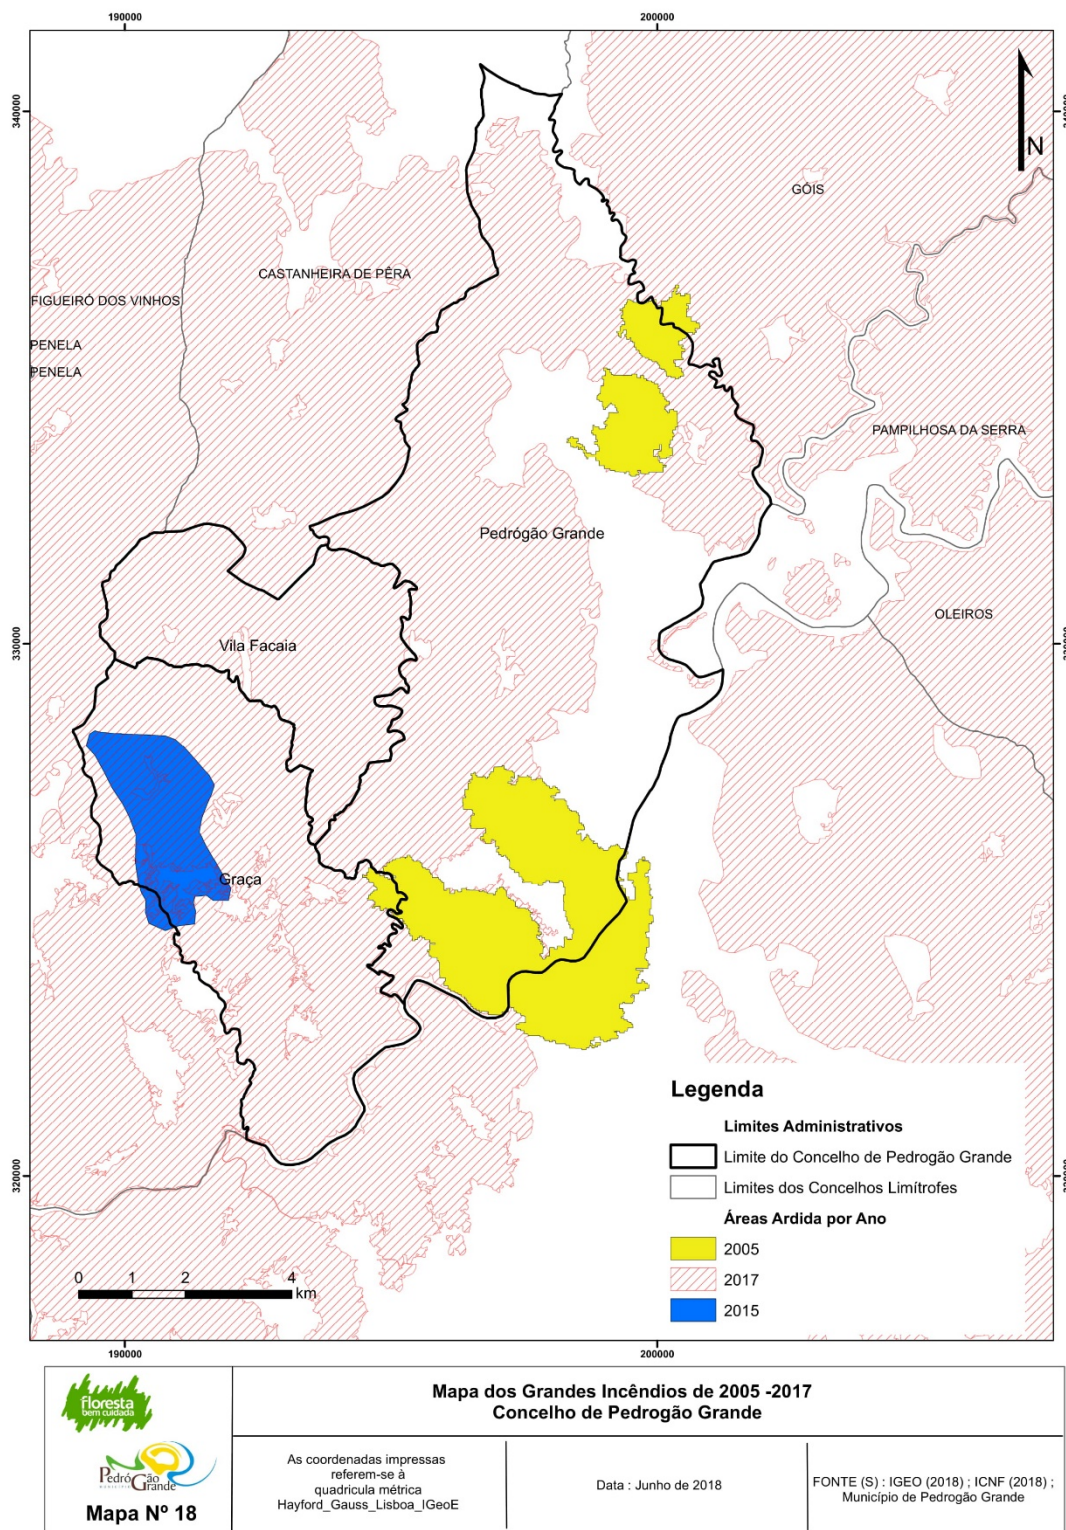 190000
200000
340000
340000
N
GÓIS
CASTANHEIRA DE PÊRA
FIGUEIRÓ DOS VINHOS
PENELA
PENELA
PAMPILHOSA DA SERRA
Pedrógão Grande
OLEIROS
330000
Vila Facaia
330000
Graça
Legenda
Limites Administrativos
Limite do Concelho de Pedrogão Grande
320000
Limites dos Concelhos Limítrofes
320000
Áreas Ardida por Ano
2005
2017
2015
0 1 2 4
km
190000
200000
floresta
bem cuidada
Pedrógão
Grande
MUNICÍPIO
Mapa Nº 18
Mapa dos Grandes Incêndios de 2005 -2017
Concelho de Pedrogão Grande
As coordenadas impressas
referem-se à
quadricula métrica
Hayford_Gauss_Lisboa_IGeoE
Data : Junho de 2018
FONTE (S) : IGEO (2018) ; ICNF (2018) ;
Município de Pedrogão Grande